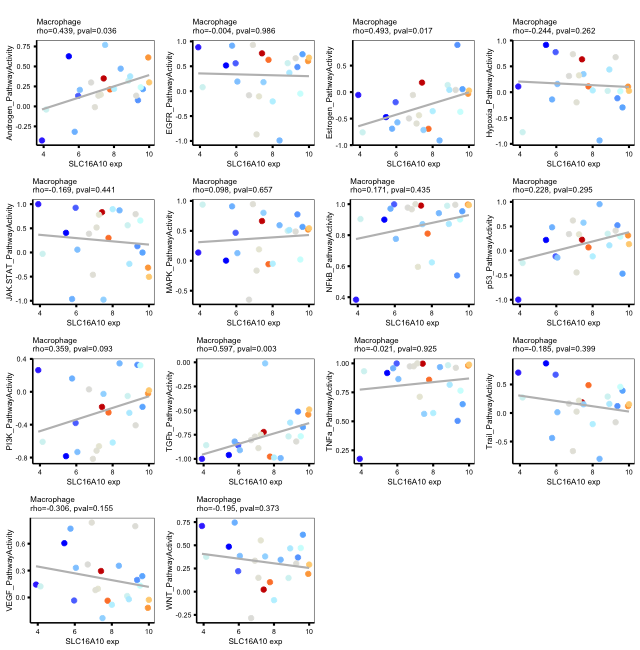 Macrophage
rho=0.439, pval=0.036
Androgen_PathwayActivity
0.75
0.50
0.25
0.00
4
6
8
10
SLC16A10 exp
Macrophage
rho=-0.004, pval=0.986
EGFR_PathwayActivity
1.0
0.5
0.0
-0.5
-1.0
4
6
8
10
SLC16A10 exp
Macrophage
rho=0.493, pval=0.017
Estrogen_PathwayActivity
1.0
0.5
0.0
-0.5
-1.0
4
6
8
10
SLC16A10 exp
Macrophage
rho=-0.244, pval=0.262
Hypoxia_PathwayActivity
1.0
0.5
0.0
-0.5
-1.0
4
6
8
10
SLC16A10 exp
Macrophage
rho=-0.169, pval=0.441
JAK.STAT_PathwayActivity
1.0
0.5
0.0
-0.5
-1.0
4
6
8
10
SLC16A10 exp
Macrophage
rho=0.098, pval=0.657
MAPK_PathwayActivity
1.0
0.5
0.0
-0.5
4
6
8
10
SLC16A10 exp
Macrophage
rho=0.171, pval=0.435
NFkB_PathwayActivity
1.0
0.8
0.6
0.4
4
6
8
10
SLC16A10 exp
Macrophage
rho=0.228, pval=0.295
p53_PathwayActivity
1.0
0.5
0.0
-0.5
-1.0
4
6
8
10
SLC16A10 exp
Macrophage
rho=0.359, pval=0.093
PI3K_PathwayActivity
0.4
0.0
-0.4
-0.8
4
6
8
10
SLC16A10 exp
Macrophage
rho=0.597, pval=0.003
TGFb_PathwayActivity
0.00
-0.25
-0.50
-0.75
-1.00
4
6
8
10
SLC16A10 exp
Macrophage
rho=-0.021, pval=0.925
TNFa_PathwayActivity
1.00
0.75
0.50
0.25
4
6
8
10
SLC16A10 exp
Macrophage
rho=-0.185, pval=0.399
Trail_PathwayActivity
1.0
0.5
0.0
-0.5
4
6
8
10
SLC16A10 exp
Macrophage
rho=-0.306, pval=0.155
VEGF_PathwayActivity
0.8
0.4
0.0
4
6
8
10
SLC16A10 exp
Macrophage
rho=-0.195, pval=0.373
WNT_PathwayActivity
0.75
0.50
0.25
0.00
-0.25
4
6
8
10
SLC16A10 exp